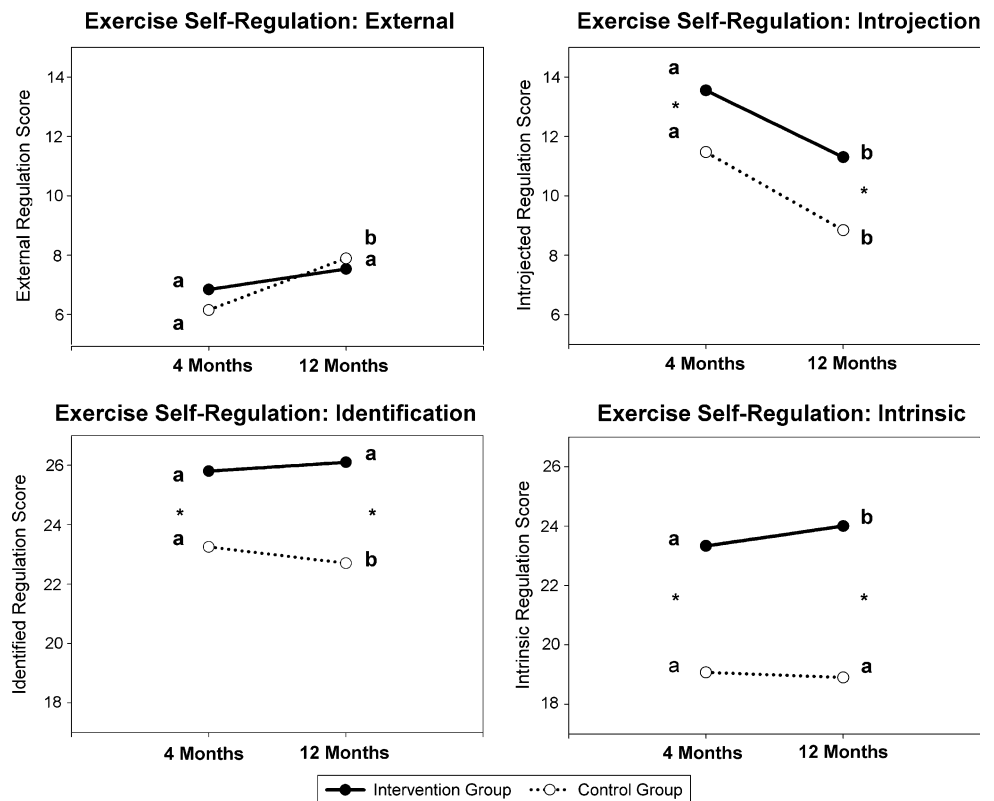 Exercise Self-Regulation: External
External Regulation Score
14
12
10
8
6
a
a
b
a
4 Months
12 Months
Exercise Self-Regulation: Introjection
Introjected Regulation Score
14
12
10
8
6
a
*
a
b
*
b
4 Months
12 Months
Exercise Self-Regulation: Identification
Identified Regulation Score
26
24
22
20
18
a
*
a
a
*
b
4 Months
12 Months
Exercise Self-Regulation: Intrinsic
Intrinsic Regulation Score
26
24
22
20
18
a
*
a
b
*
a
4 Months
12 Months
Intervention Group
Control Group